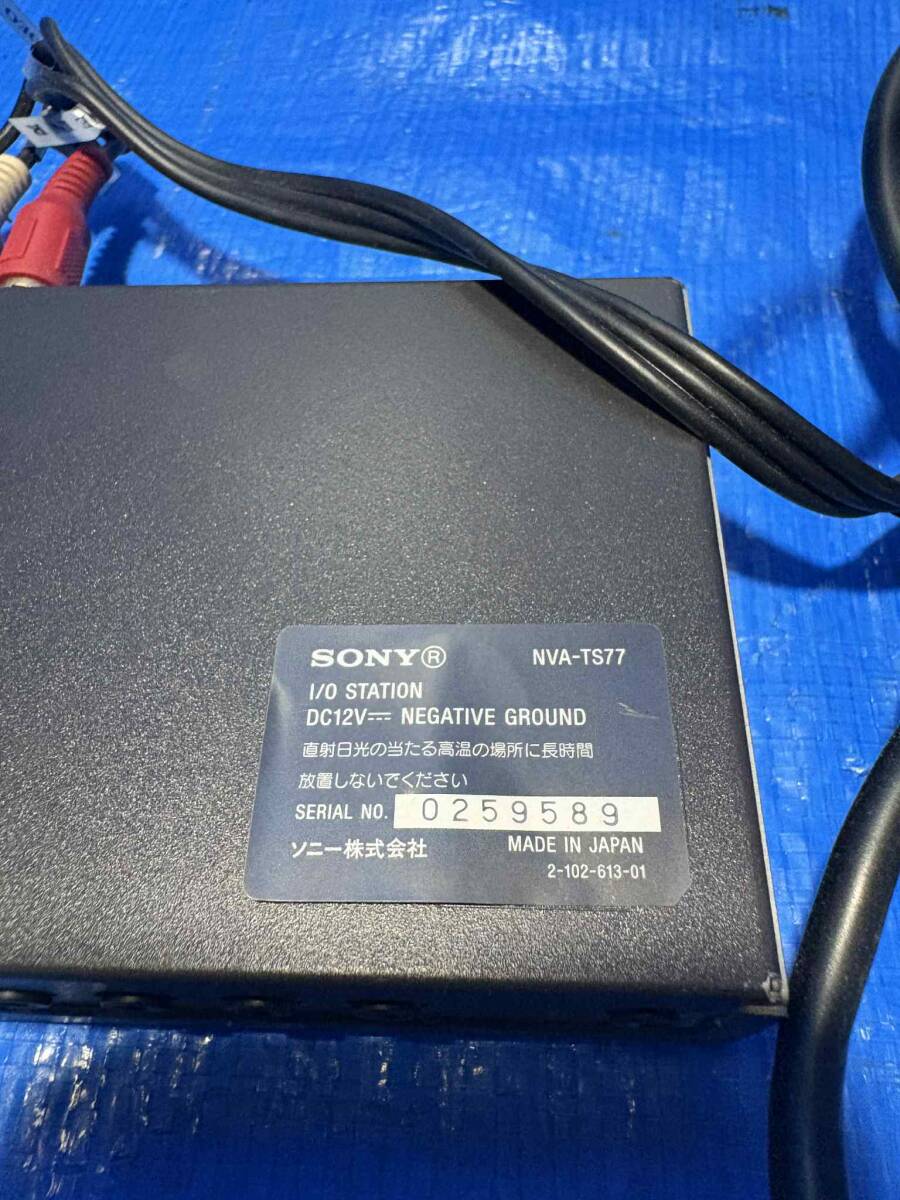 R
SONY® NVA-TS77
I/O STATION
DC12V⎓ NEGATIVE GROUND
直射日光の当たる高温の場所に長時間
放置しないでください
SERIAL NO. 0259589
ソニー株式会社 MADE IN JAPAN
2-102-613-01